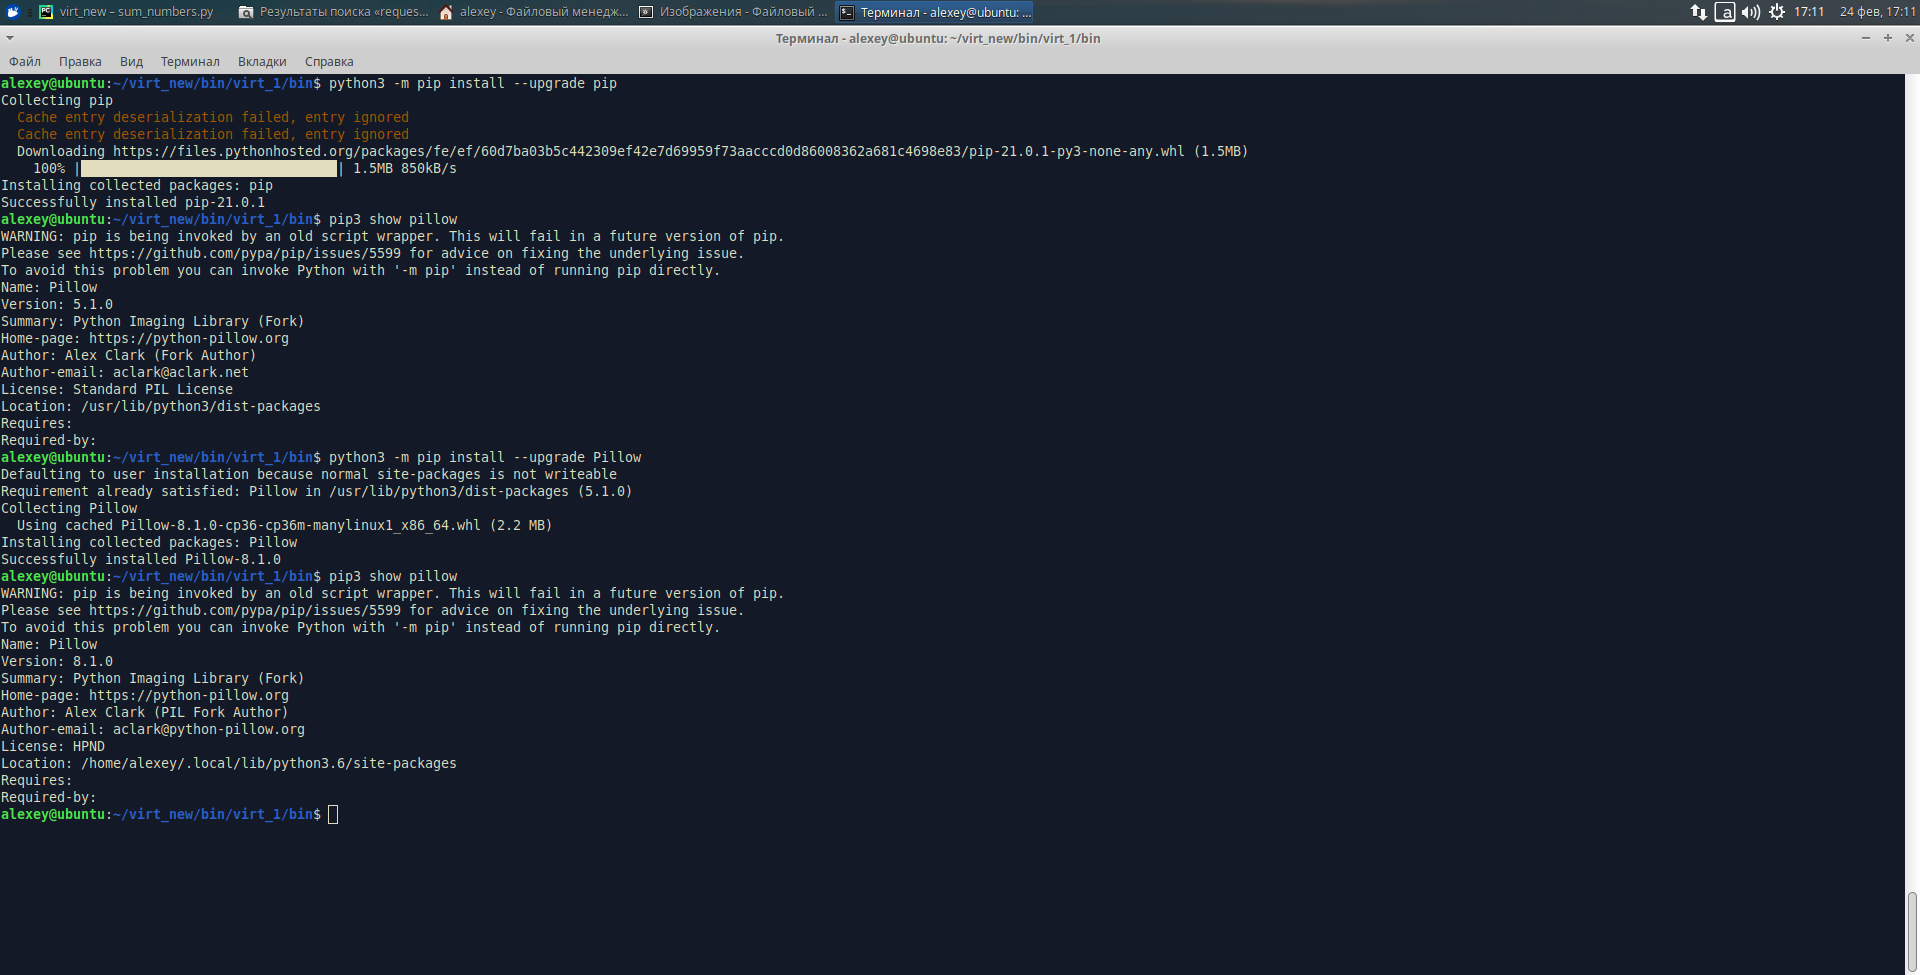 virt_new – sum_numbers.py
Результаты поиска «reques...
alexey - Файловый менедж...
Изображения - Файловый ...
Терминал - alexey@ubuntu: ...
a
17:11
24 фев, 17:11
Терминал - alexey@ubuntu: ~/virt_new/bin/virt_1/bin
Файл Правка Вид Терминал Вкладки Справка
alexey@ubuntu:~/virt_new/bin/virt_1/bin$ python3 -m pip install --upgrade pip
Collecting pip
  Cache entry deserialization failed, entry ignored
  Cache entry deserialization failed, entry ignored
  Downloading https://files.pythonhosted.org/packages/fe/ef/60d7ba03b5c442309ef42e7d69959f73aacccd0d86008362a681c4698e83/pip-21.0.1-py3-none-any.whl (1.5MB)
    100% |                                | 1.5MB 850kB/s
Installing collected packages: pip
Successfully installed pip-21.0.1
alexey@ubuntu:~/virt_new/bin/virt_1/bin$ pip3 show pillow
WARNING: pip is being invoked by an old script wrapper. This will fail in a future version of pip.
Please see https://github.com/pypa/pip/issues/5599 for advice on fixing the underlying issue.
To avoid this problem you can invoke Python with '-m pip' instead of running pip directly.
Name: Pillow
Version: 5.1.0
Summary: Python Imaging Library (Fork)
Home-page: https://python-pillow.org
Author: Alex Clark (Fork Author)
Author-email: aclark@aclark.net
License: Standard PIL License
Location: /usr/lib/python3/dist-packages
Requires:
Required-by:
alexey@ubuntu:~/virt_new/bin/virt_1/bin$ python3 -m pip install --upgrade Pillow
Defaulting to user installation because normal site-packages is not writeable
Requirement already satisfied: Pillow in /usr/lib/python3/dist-packages (5.1.0)
Collecting Pillow
  Using cached Pillow-8.1.0-cp36-cp36m-manylinux1_x86_64.whl (2.2 MB)
Installing collected packages: Pillow
Successfully installed Pillow-8.1.0
alexey@ubuntu:~/virt_new/bin/virt_1/bin$ pip3 show pillow
WARNING: pip is being invoked by an old script wrapper. This will fail in a future version of pip.
Please see https://github.com/pypa/pip/issues/5599 for advice on fixing the underlying issue.
To avoid this problem you can invoke Python with '-m pip' instead of running pip directly.
Name: Pillow
Version: 8.1.0
Summary: Python Imaging Library (Fork)
Home-page: https://python-pillow.org
Author: Alex Clark (PIL Fork Author)
Author-email: aclark@python-pillow.org
License: HPND
Location: /home/alexey/.local/lib/python3.6/site-packages
Requires:
Required-by:
alexey@ubuntu:~/virt_new/bin/virt_1/bin$